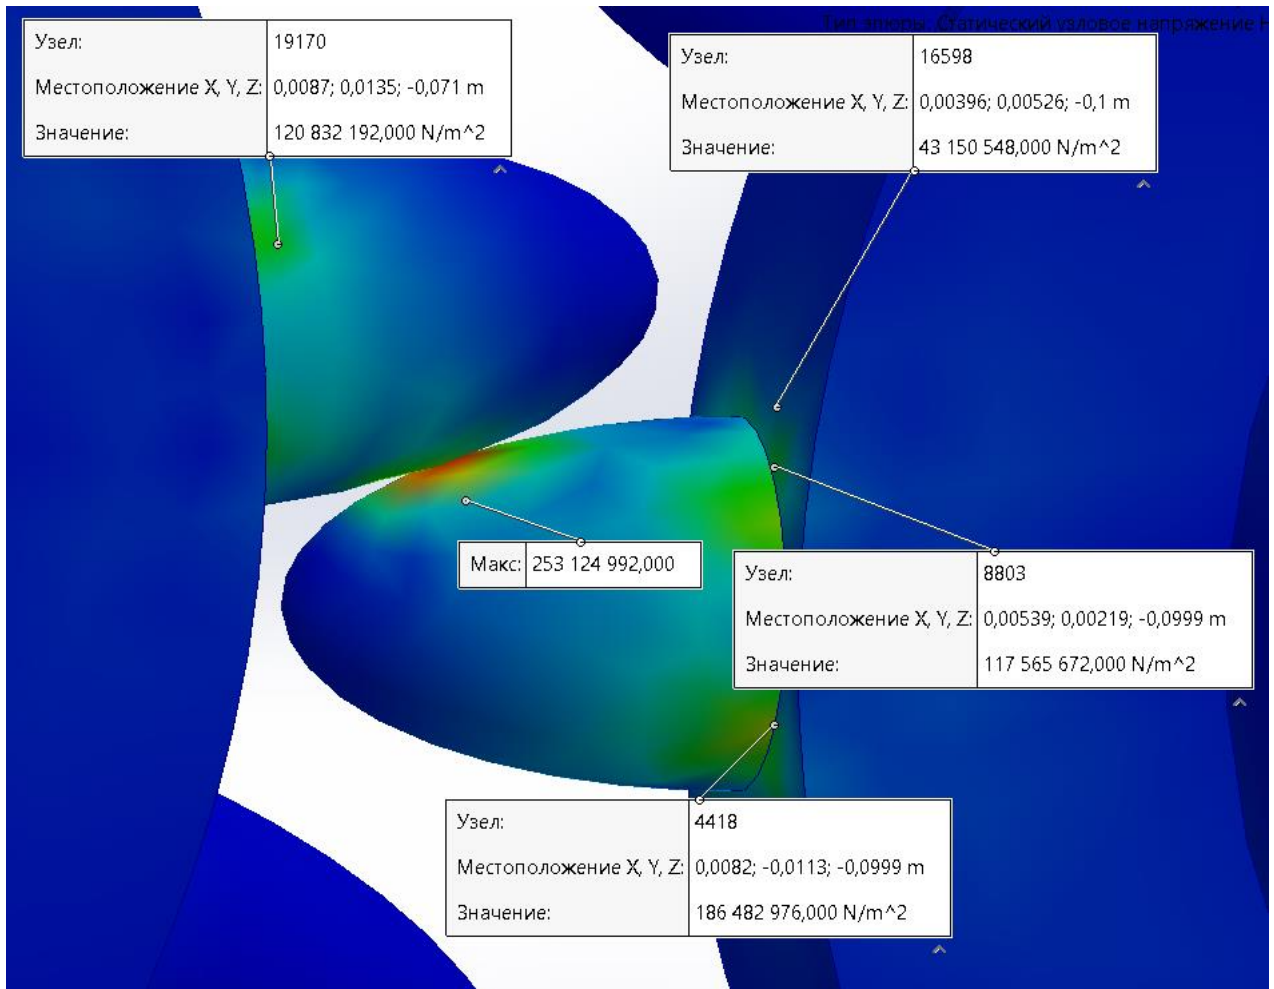 Тип эпюры: Статический узловое напряжение
Узел: 19170
Местоположение X, Y, Z: 0,0087; 0,0135; -0,071 m
Значение: 120 832 192,000 N/m^2
Узел: 16598
Местоположение X, Y, Z: 0,00396; 0,00526; -0,1 m
Значение: 43 150 548,000 N/m^2
Макс: 253 124 992,000
Узел: 8803
Местоположение X, Y, Z: 0,00539; 0,00219; -0,0999 m
Значение: 117 565 672,000 N/m^2
Узел: 4418
Местоположение X, Y, Z: 0,0082; -0,0113; -0,0999 m
Значение: 186 482 976,000 N/m^2